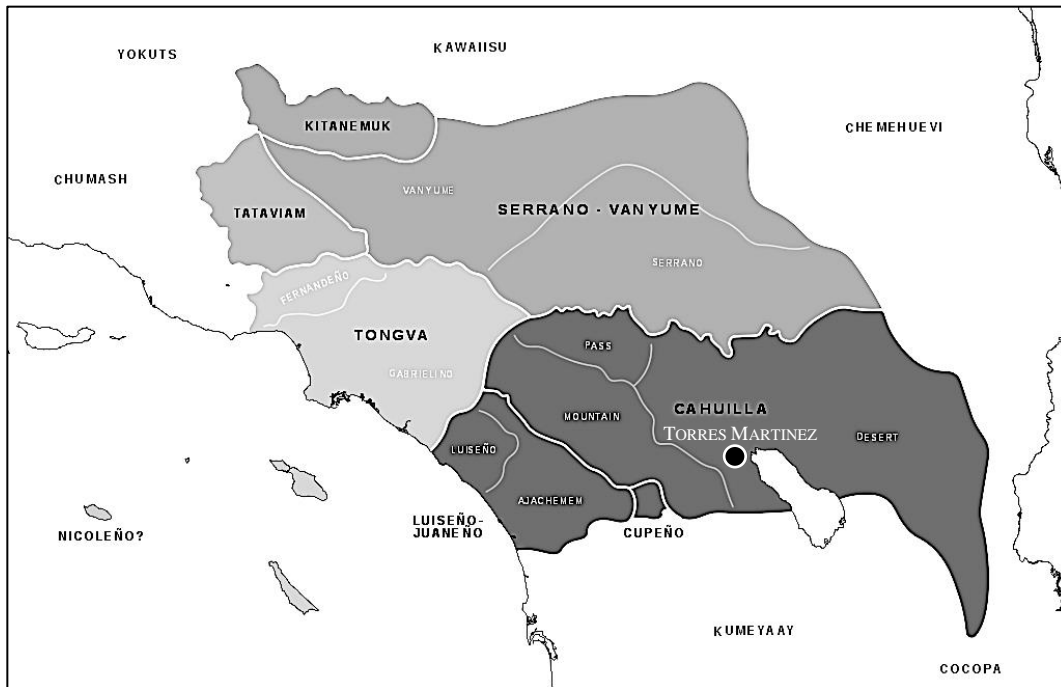 KAWAIISU
YOKUTS
KITANEMUK
CHEMEHUEVI
CHUMASH
VANYUME
TATAVIAM
SERRANO - VANYUME
SERRANO
FERNANDEÑO
TONGVA
PASS
GABRIELINO
CAHUILLA
MOUNTAIN
TORRES MARTINEZ
DESERT
LUISEÑO
AJACHEMEM
LUISEÑO-
JUANEÑO
CUPEÑO
NICOLEÑO?
KUMEYAAY
COCOPA